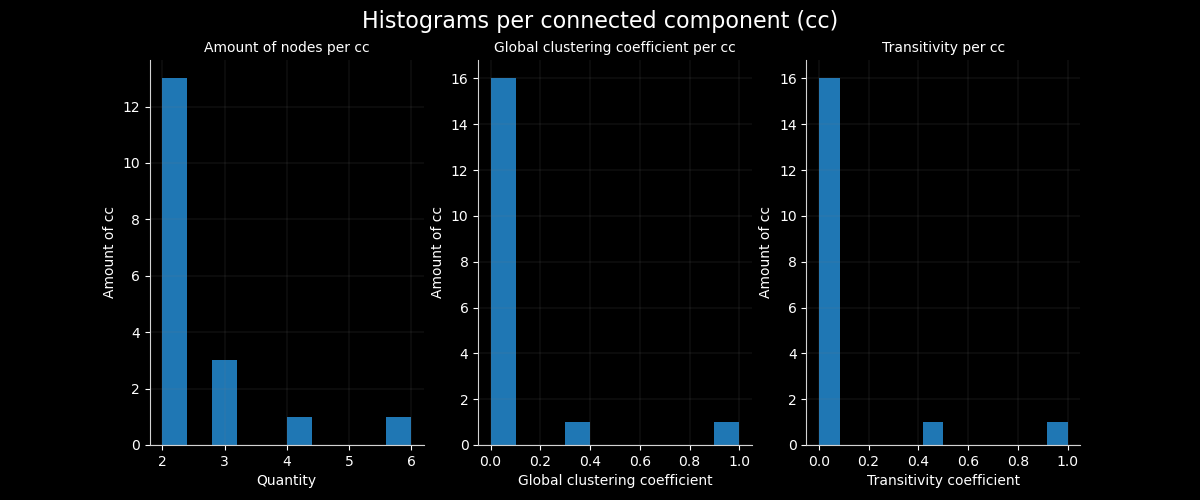 Histograms per connected component (cc)
Amount of nodes per cc
Global clustering coefficient per cc
Transitivity per cc
Amount of cc
12
10
8
6
4
2
0
2 3 4 5 6
Quantity
Amount of cc
16
14
12
10
8
6
4
2
0
0.0 0.2 0.4 0.6 0.8 1.0
Global clustering coefficient
Amount of cc
16
14
12
10
8
6
4
2
0
0.0 0.2 0.4 0.6 0.8 1.0
Transitivity coefficient